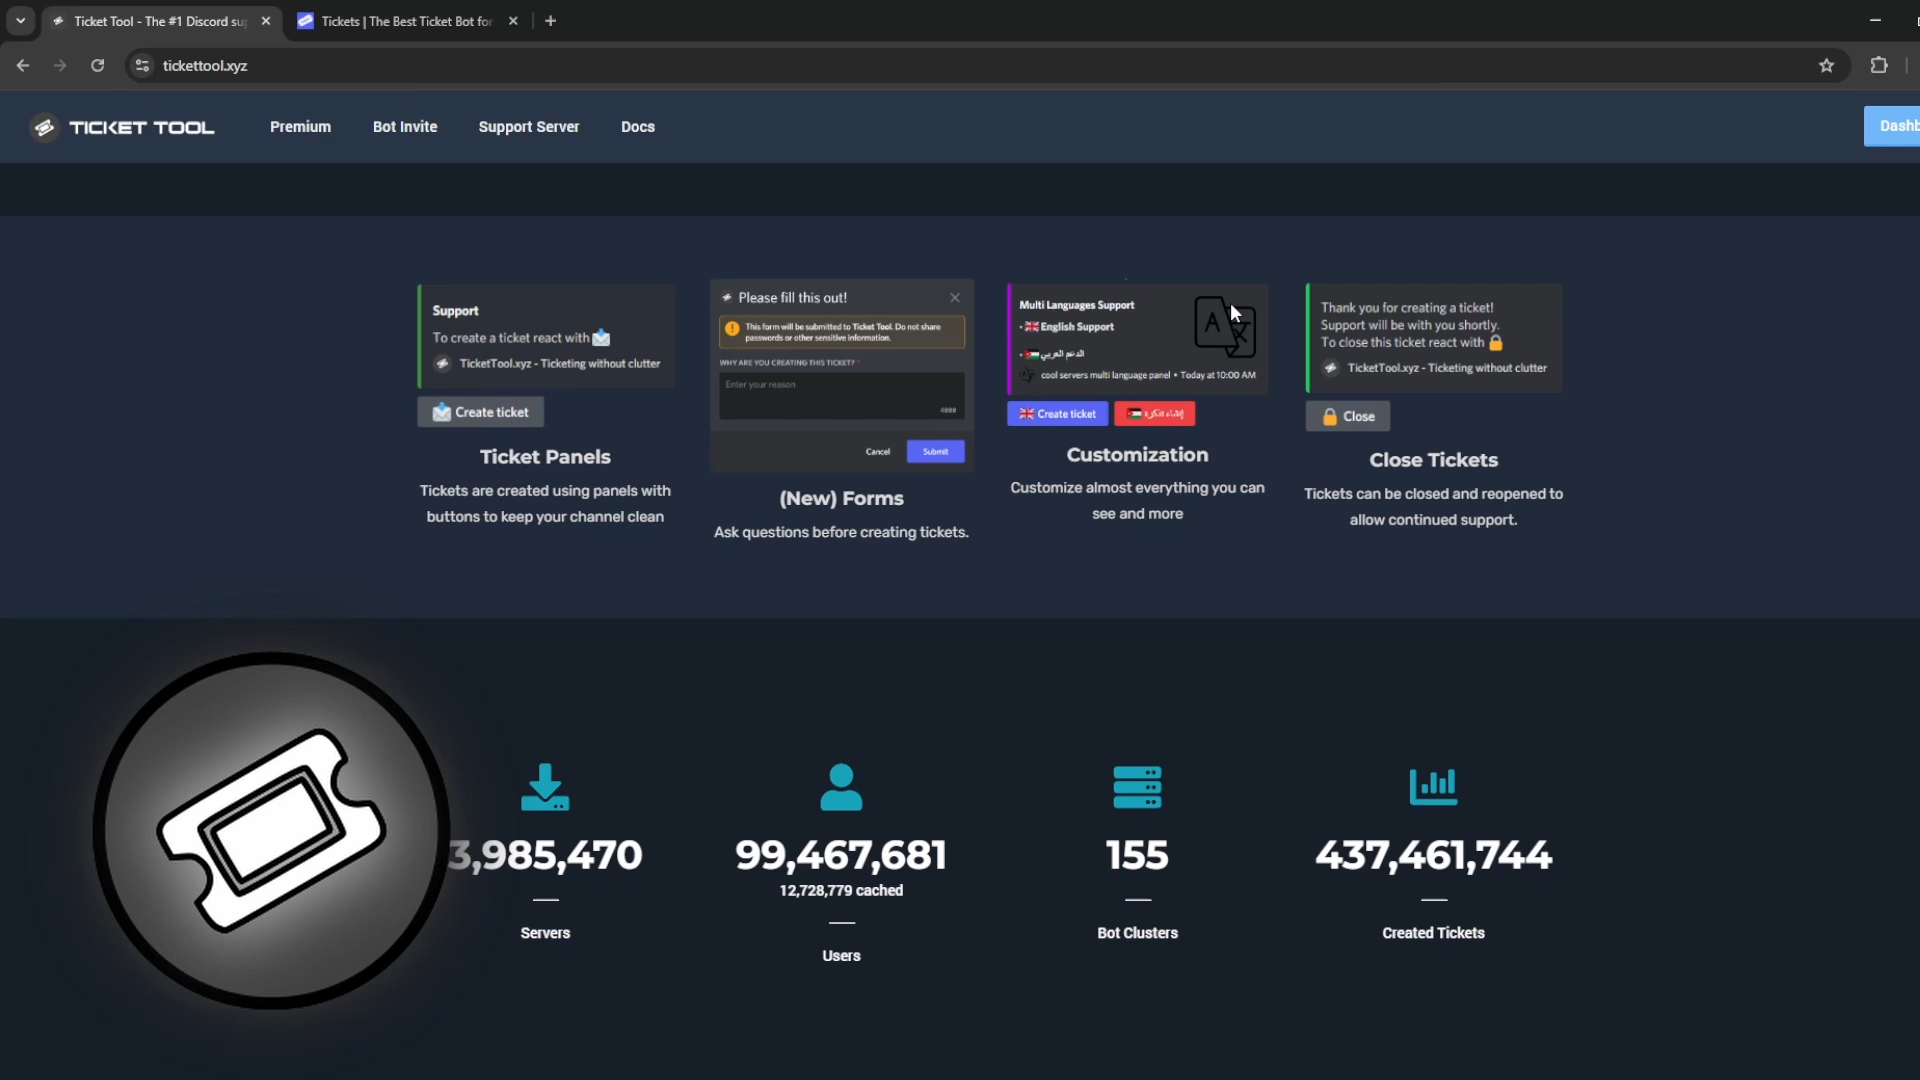 Ticket Tool - The #1 Discord su
Tickets | The Best Ticket Bot for
tickettool.xyz
TICKET TOOL
Premium
Bot Invite
Support Server
Docs
Dashb
Support
To create a ticket react with
TicketTool.xyz - Ticketing without clutter
Create ticket
Ticket Panels
Tickets are created using panels with
buttons to keep your channel clean
Please fill this out!
This form will be submitted to Ticket Tool. Do not share
passwords or other sensitive information.
WHY ARE YOU CREATING THIS TICKET? *
Enter your reason
4000
Cancel
Submit
(New) Forms
Ask questions before creating tickets.
Multi Languages Support
- English Support
- الدعم العربي
cool servers multi language panel • Today at 10:00 AM
A
Create ticket
إنشاء تذكرة
Customization
Customize almost everything you can
see and more
Thank you for creating a ticket!
Support will be with you shortly.
To close this ticket react with
TicketTool.xyz - Ticketing without clutter
Close
Close Tickets
Tickets can be closed and reopened to
allow continued support.
3,985,470
Servers
99,467,681
12,728,779 cached
Users
155
Bot Clusters
437,461,744
Created Tickets